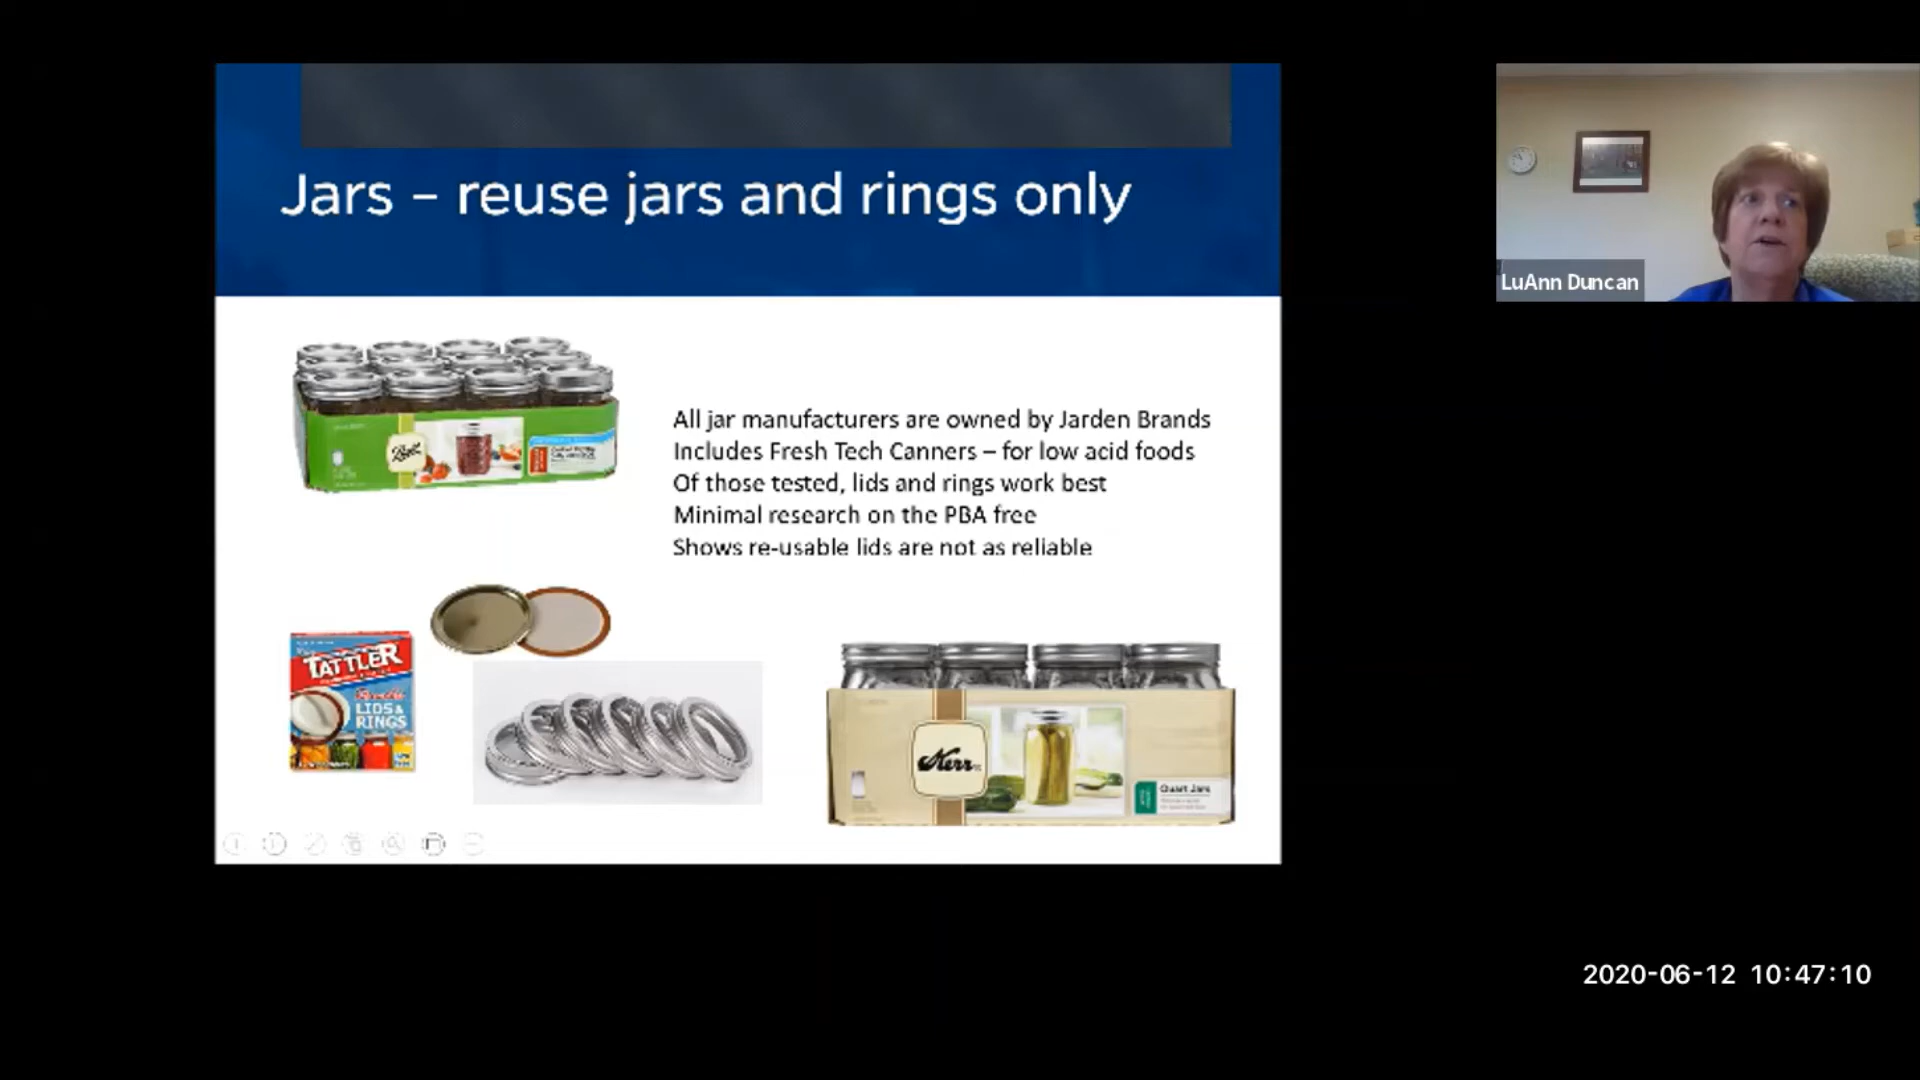 Jars – reuse jars and rings only
LuAnn Duncan
Ball
All jar manufacturers are owned by Jarden Brands
Includes Fresh Tech Canners – for low acid foods
Of those tested, lids and rings work best
Minimal research on the PBA free
Shows re-usable lids are not as reliable
TATTLER
Reusable
LIDS &
RINGS
Kerr
Quart Jars
2020-06-12 10:47:10